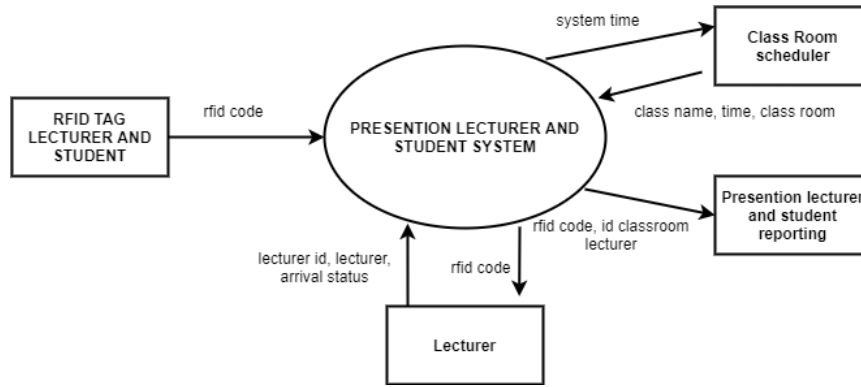 system time
Class Room
scheduler
RFID TAG
LECTURER AND
STUDENT
rfid code
PRESENTION LECTURER AND
STUDENT SYSTEM
class name, time, class room
Presention lecturer
and student
reporting
rfid code, id classroom
lecturer
lecturer id, lecturer,
arrival status
rfid code
Lecturer